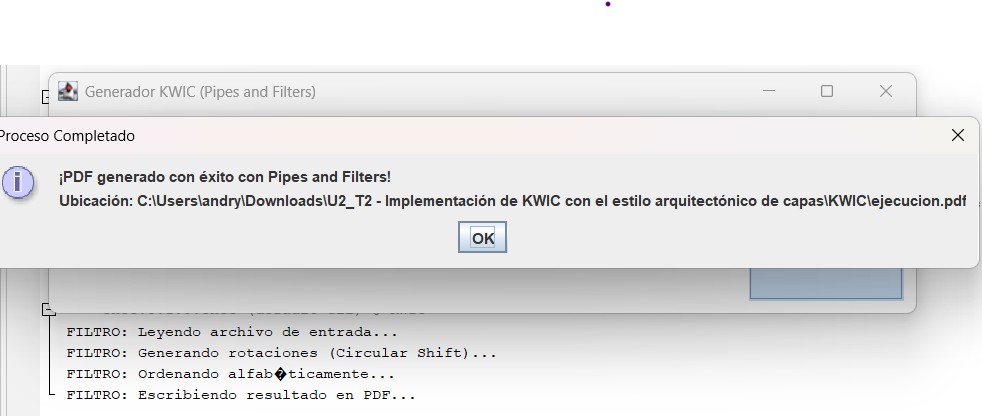 Generador KWIC (Pipes and Filters)
Proceso Completado
¡PDF generado con éxito con Pipes and Filters!
Ubicación: C:\Users\andry\Downloads\U2_T2 - Implementación de KWIC con el estilo arquitectónico de capas\KWIC\ejecucion.pdf
OK
FILTRO: Leyendo archivo de entrada...
FILTRO: Generando rotaciones (Circular Shift)...
FILTRO: Ordenando alfab�ticamente...
FILTRO: Escribiendo resultado en PDF...